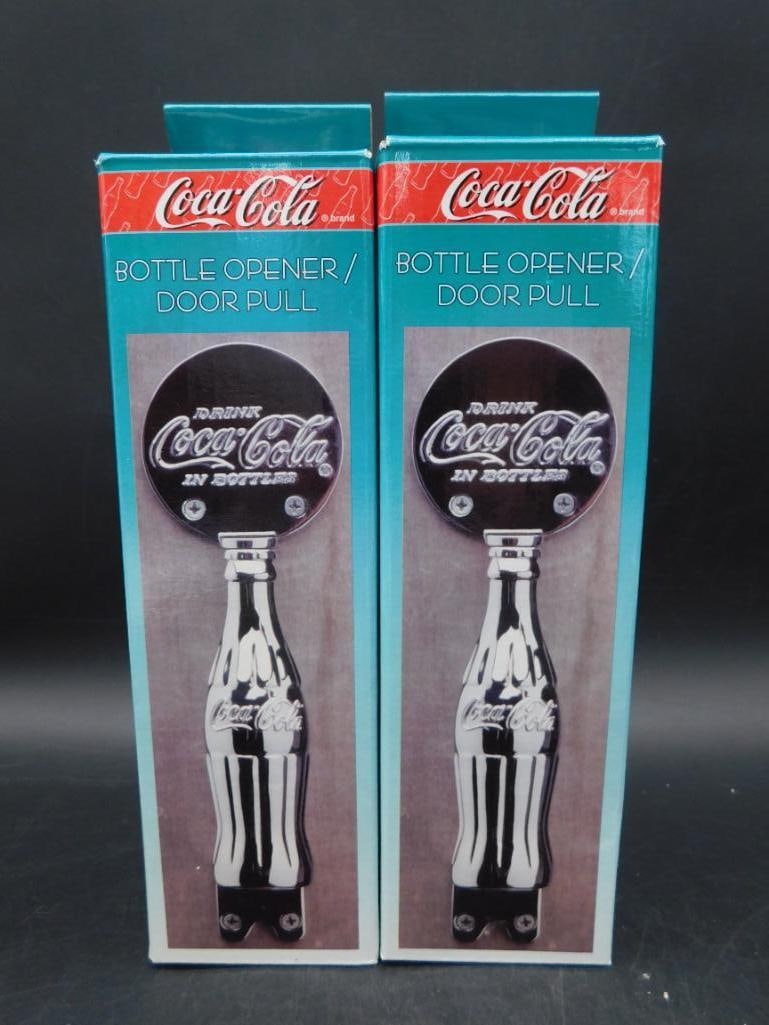 Coca-Cola ® brand
BOTTLE OPENER /
DOOR PULL
DRINK
Coca-Cola ®
IN BOTTLES
Coca-Cola
Coca-Cola ® brand
BOTTLE OPENER /
DOOR PULL
DRINK
Coca-Cola ®
IN BOTTLES
Coca-Cola